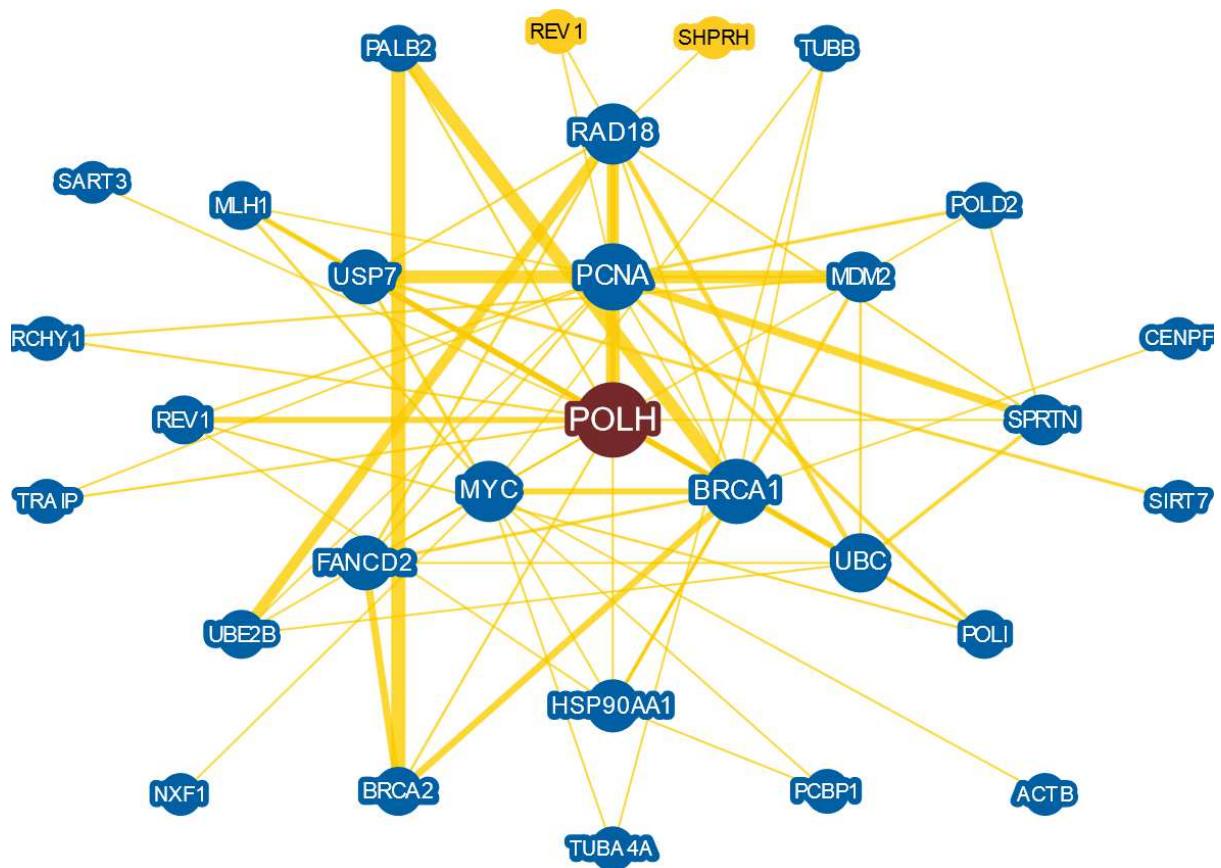 REV1
SHPRH
PALB2
TUBB
RAD18
SART3
MLH1
POLD2
USP7
PCNA
MDM2
RCHY1
CENPF
REV1
POLH
SPRTN
TRAIP
MYC
BRCA1
SIRT7
FANCD2
UBC
UBE2B
POLI
HSP90AA1
NXF1
BRCA2
PCBP1
ACTB
TUBA4A